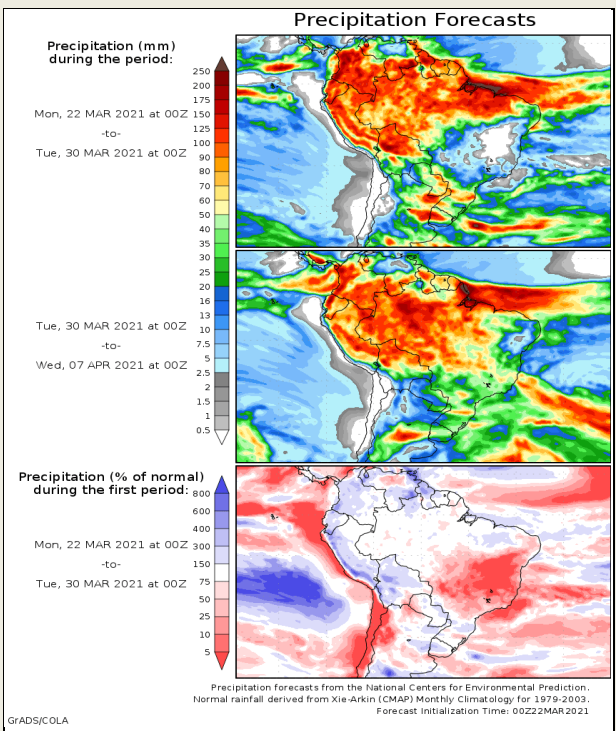 Precipitation Forecasts
Precipitation (mm)
during the period:
Mon, 22 MAR 2021 at 00Z
-to-
Tue, 30 MAR 2021 at 00Z
250
200
175
150
125
100
90
80
70
60
50
40
35
30
25
20
16
13
10
7.5
5
2.5
2
1.5
1
0.5
Tue, 30 MAR 2021 at 00Z
-to-
Wed, 07 APR 2021 at 00Z
Precipitation (% of normal)
during the first period:
Mon, 22 MAR 2021 at 00Z
-to-
Tue, 30 MAR 2021 at 00Z
800
600
400
300
150
75
50
25
10
5
Precipitation forecasts from the National Centers for Environmental Prediction.
Normal rainfall derived from Xie-Arkin (CMAP) Monthly Climatology for 1979-2003.
Forecast Initialization Time: 00Z22MAR2021
GrADS/COLA